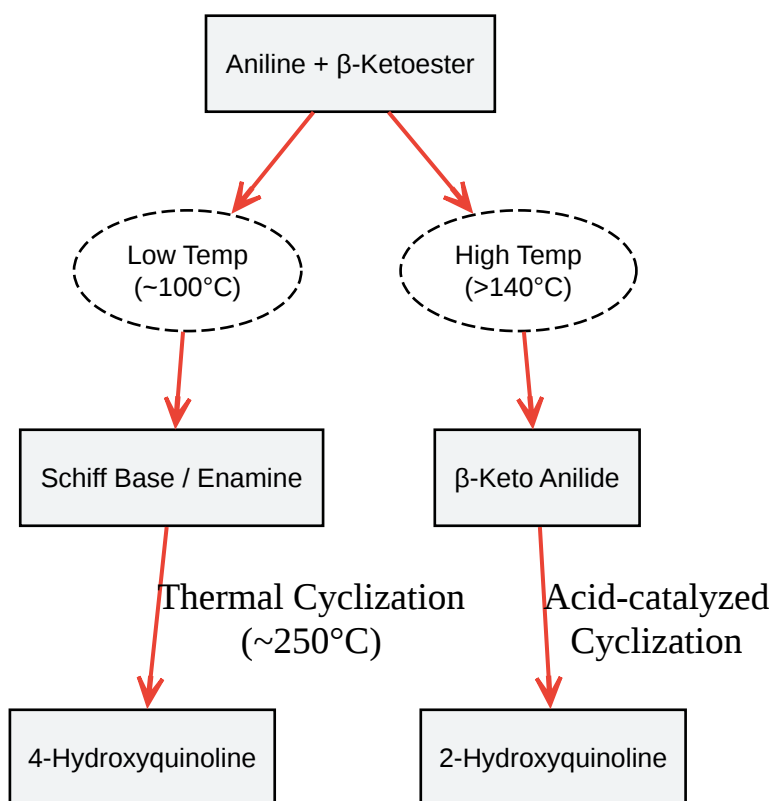 Aniline + β-Ketoester
Low Temp
(~100°C)
High Temp
(>140°C)
Schiff Base / Enamine
β-Keto Anilide
Thermal Cyclization
(~250°C)
Acid-catalyzed
Cyclization
4-Hydroxyquinoline
2-Hydroxyquinoline